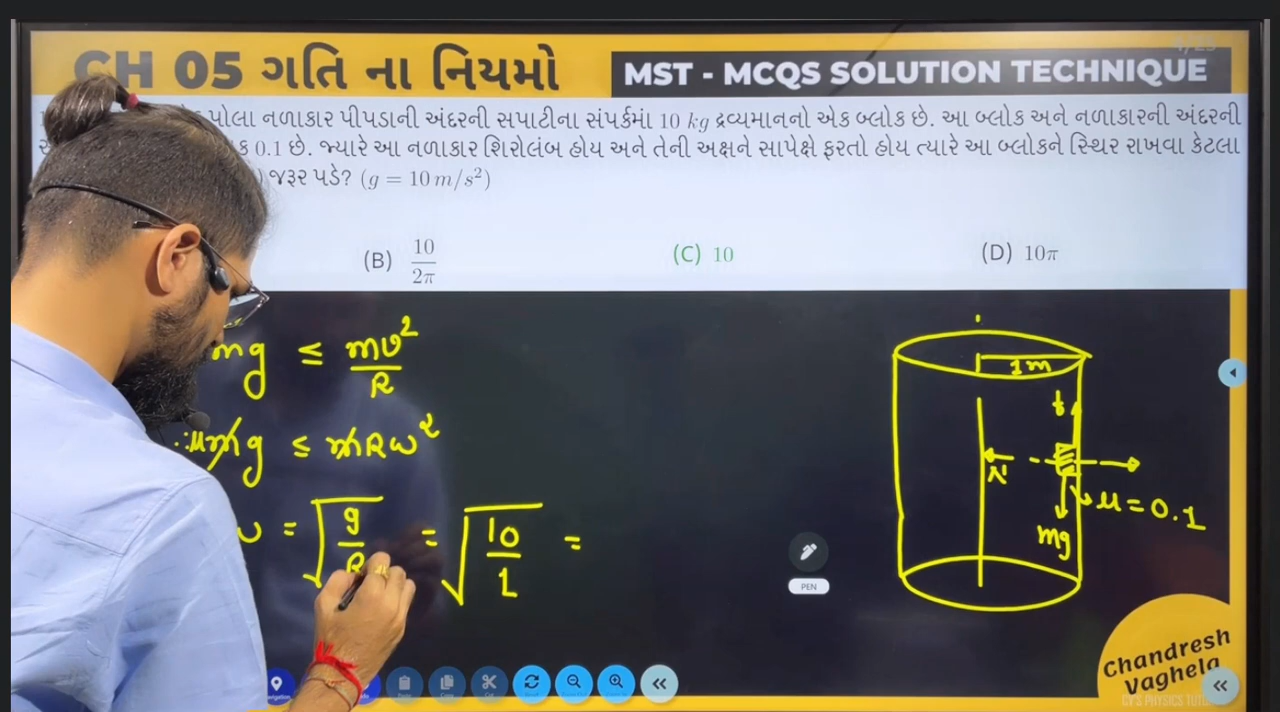 CH 05 ગતિ ના નિયમો
MST - MCQS SOLUTION TECHNIQUE
પોલા નળાકાર પીપડાની અંદરની સપાટીના સંપર્કમાં 10 kg દ્રવ્યમાનનો એક બ્લોક છે. આ બ્લોક અને નળાકારની અંદરની
0.1 છે. જ્યારે આ નળાકાર શિરોલંબ હોય અને તેની અક્ષને સાપેક્ષે ફરતો હોય ત્યારે આ બ્લોકને સ્થિર રાખવા કેટલા
જરૂર પડે? (g = 10 m/s²)
(B) 10/2π (C) 10 (D) 10π
mg ≤ mv²/R
∴ μmg ≤ mRω²
= √(g/R) = √(10/1) =
1m
f
N
μ = 0.1
mg
PEN
Chandresh
Vaghela